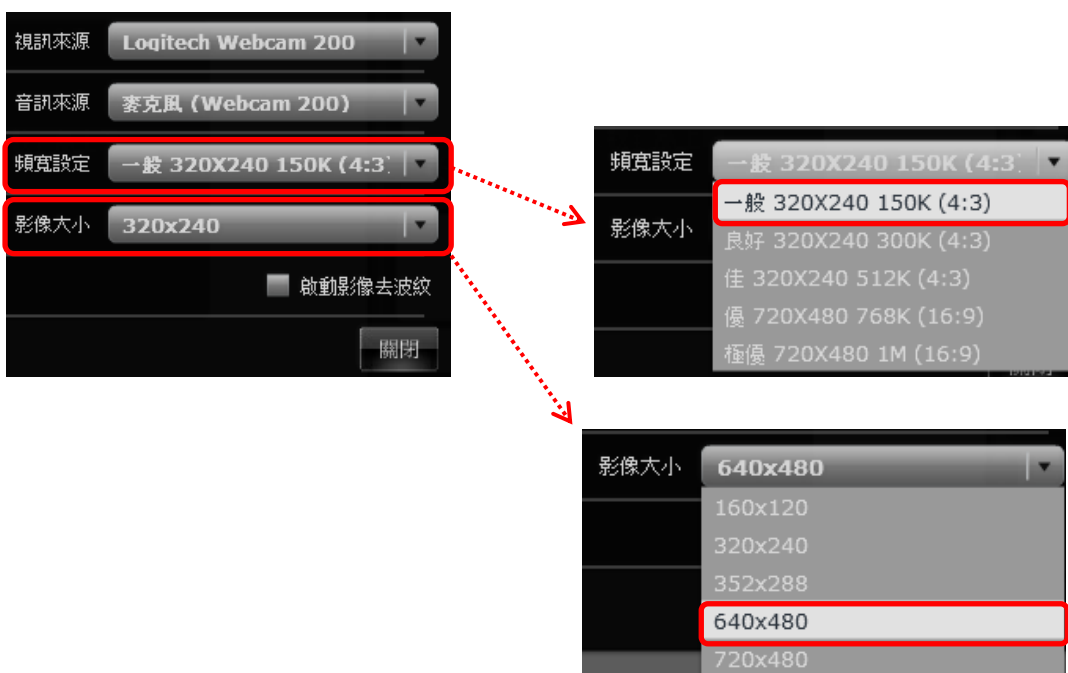 視訊來源 Logitech Webcam 200
音訊來源 麥克風 (Webcam 200)
頻寬設定 一般 320X240 150K (4:3)
影像大小 320x240
啟動影像去波紋
關閉
頻寬設定 一般 320X240 150K (4:3)
一般 320X240 150K (4:3)
影像大小
良好 320X240 300K (4:3)
佳 320X240 512K (4:3)
優 720X480 768K (16:9)
極優 720X480 1M (16:9)
影像大小 640x480
160x120
320x240
352x288
640x480
720x480